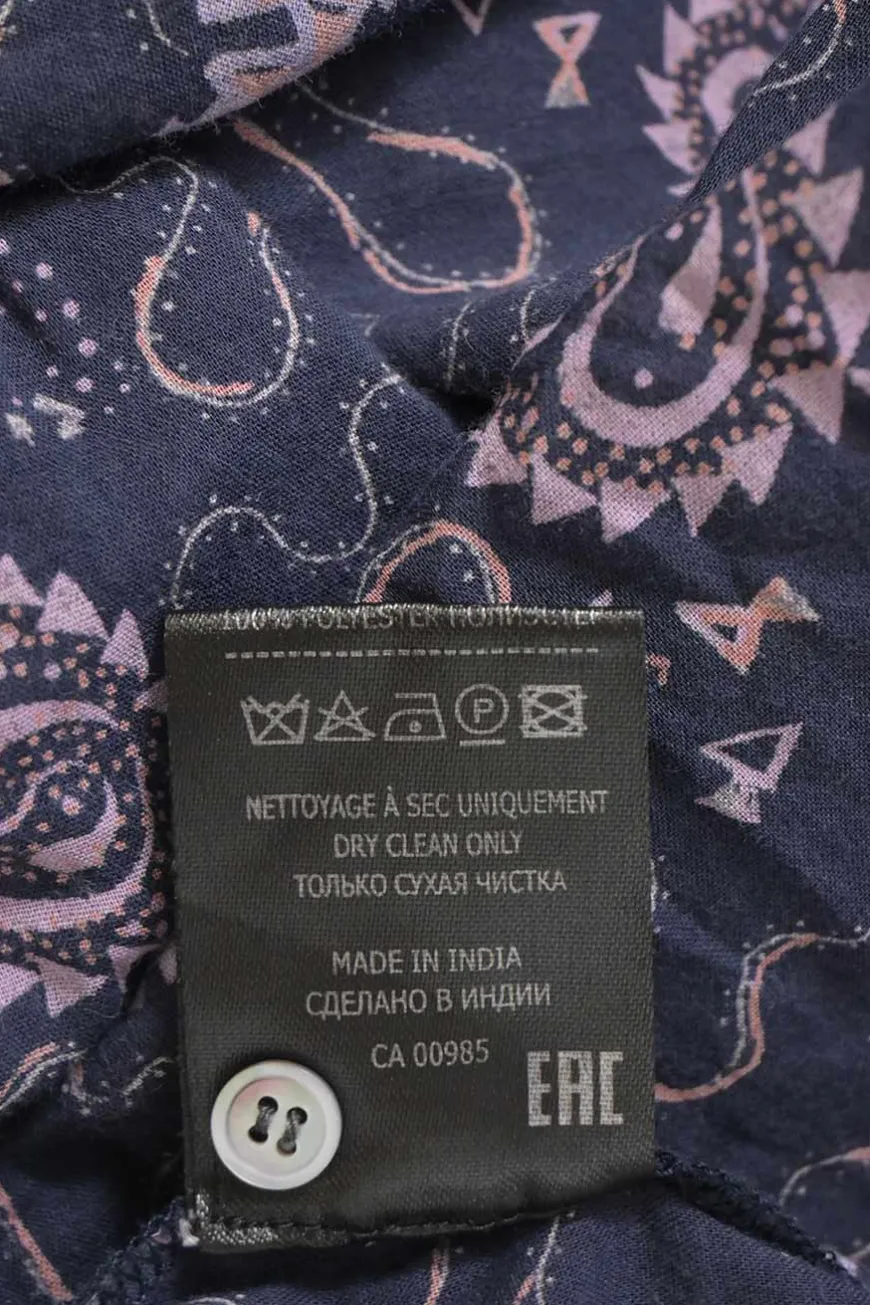 100% POLYESTER ПОЛИЭСТЕР
P
NETTOYAGE À SEC UNIQUEMENT
DRY CLEAN ONLY
ТОЛЬКО СУХАЯ ЧИСТКА
MADE IN INDIA
СДЕЛАНО В ИНДИИ
CA 00985
EAC